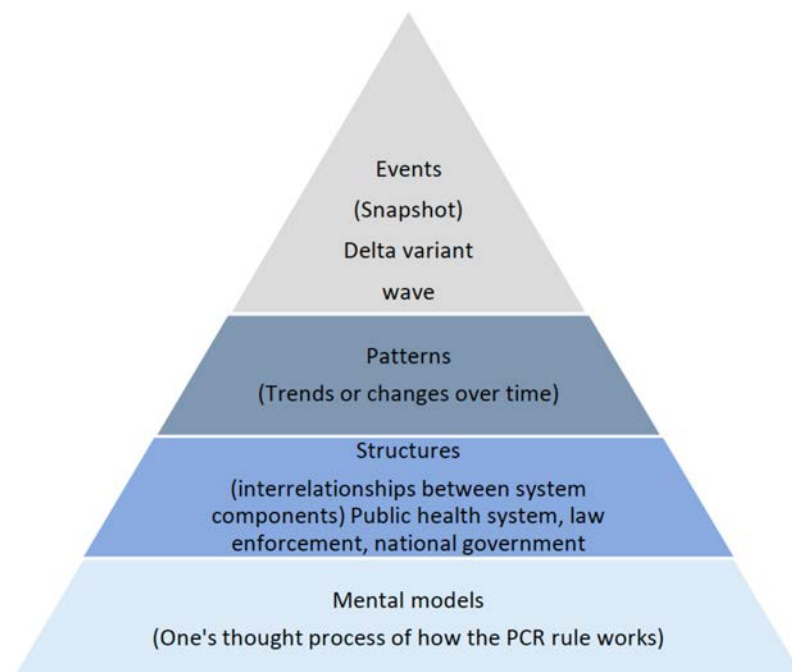 Events
(Snapshot)
Delta variant
wave
Patterns
(Trends or changes over time)
Structures
(interrelationships between system
components) Public health system, law
enforcement, national government
Mental models
(One's thought process of how the PCR rule works)